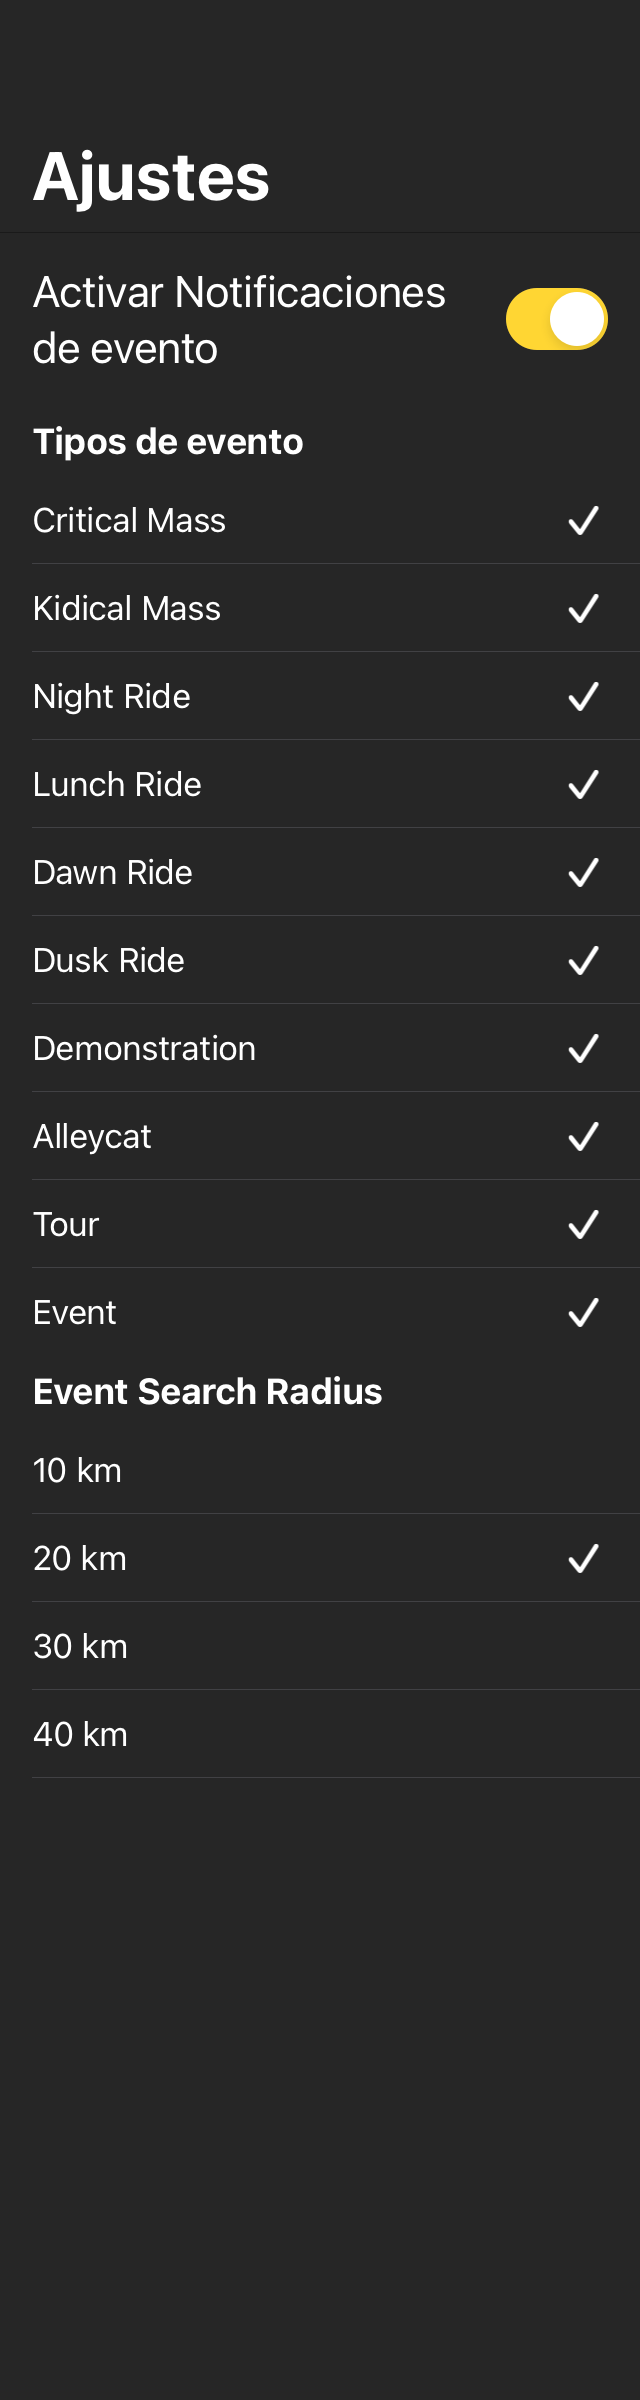 Ajustes
Activar Notificaciones
de evento
Tipos de evento
Critical Mass
Kidical Mass
Night Ride
Lunch Ride
Dawn Ride
Dusk Ride
Demonstration
Alleycat
Tour
Event
Event Search Radius
10 km
20 km
30 km
40 km